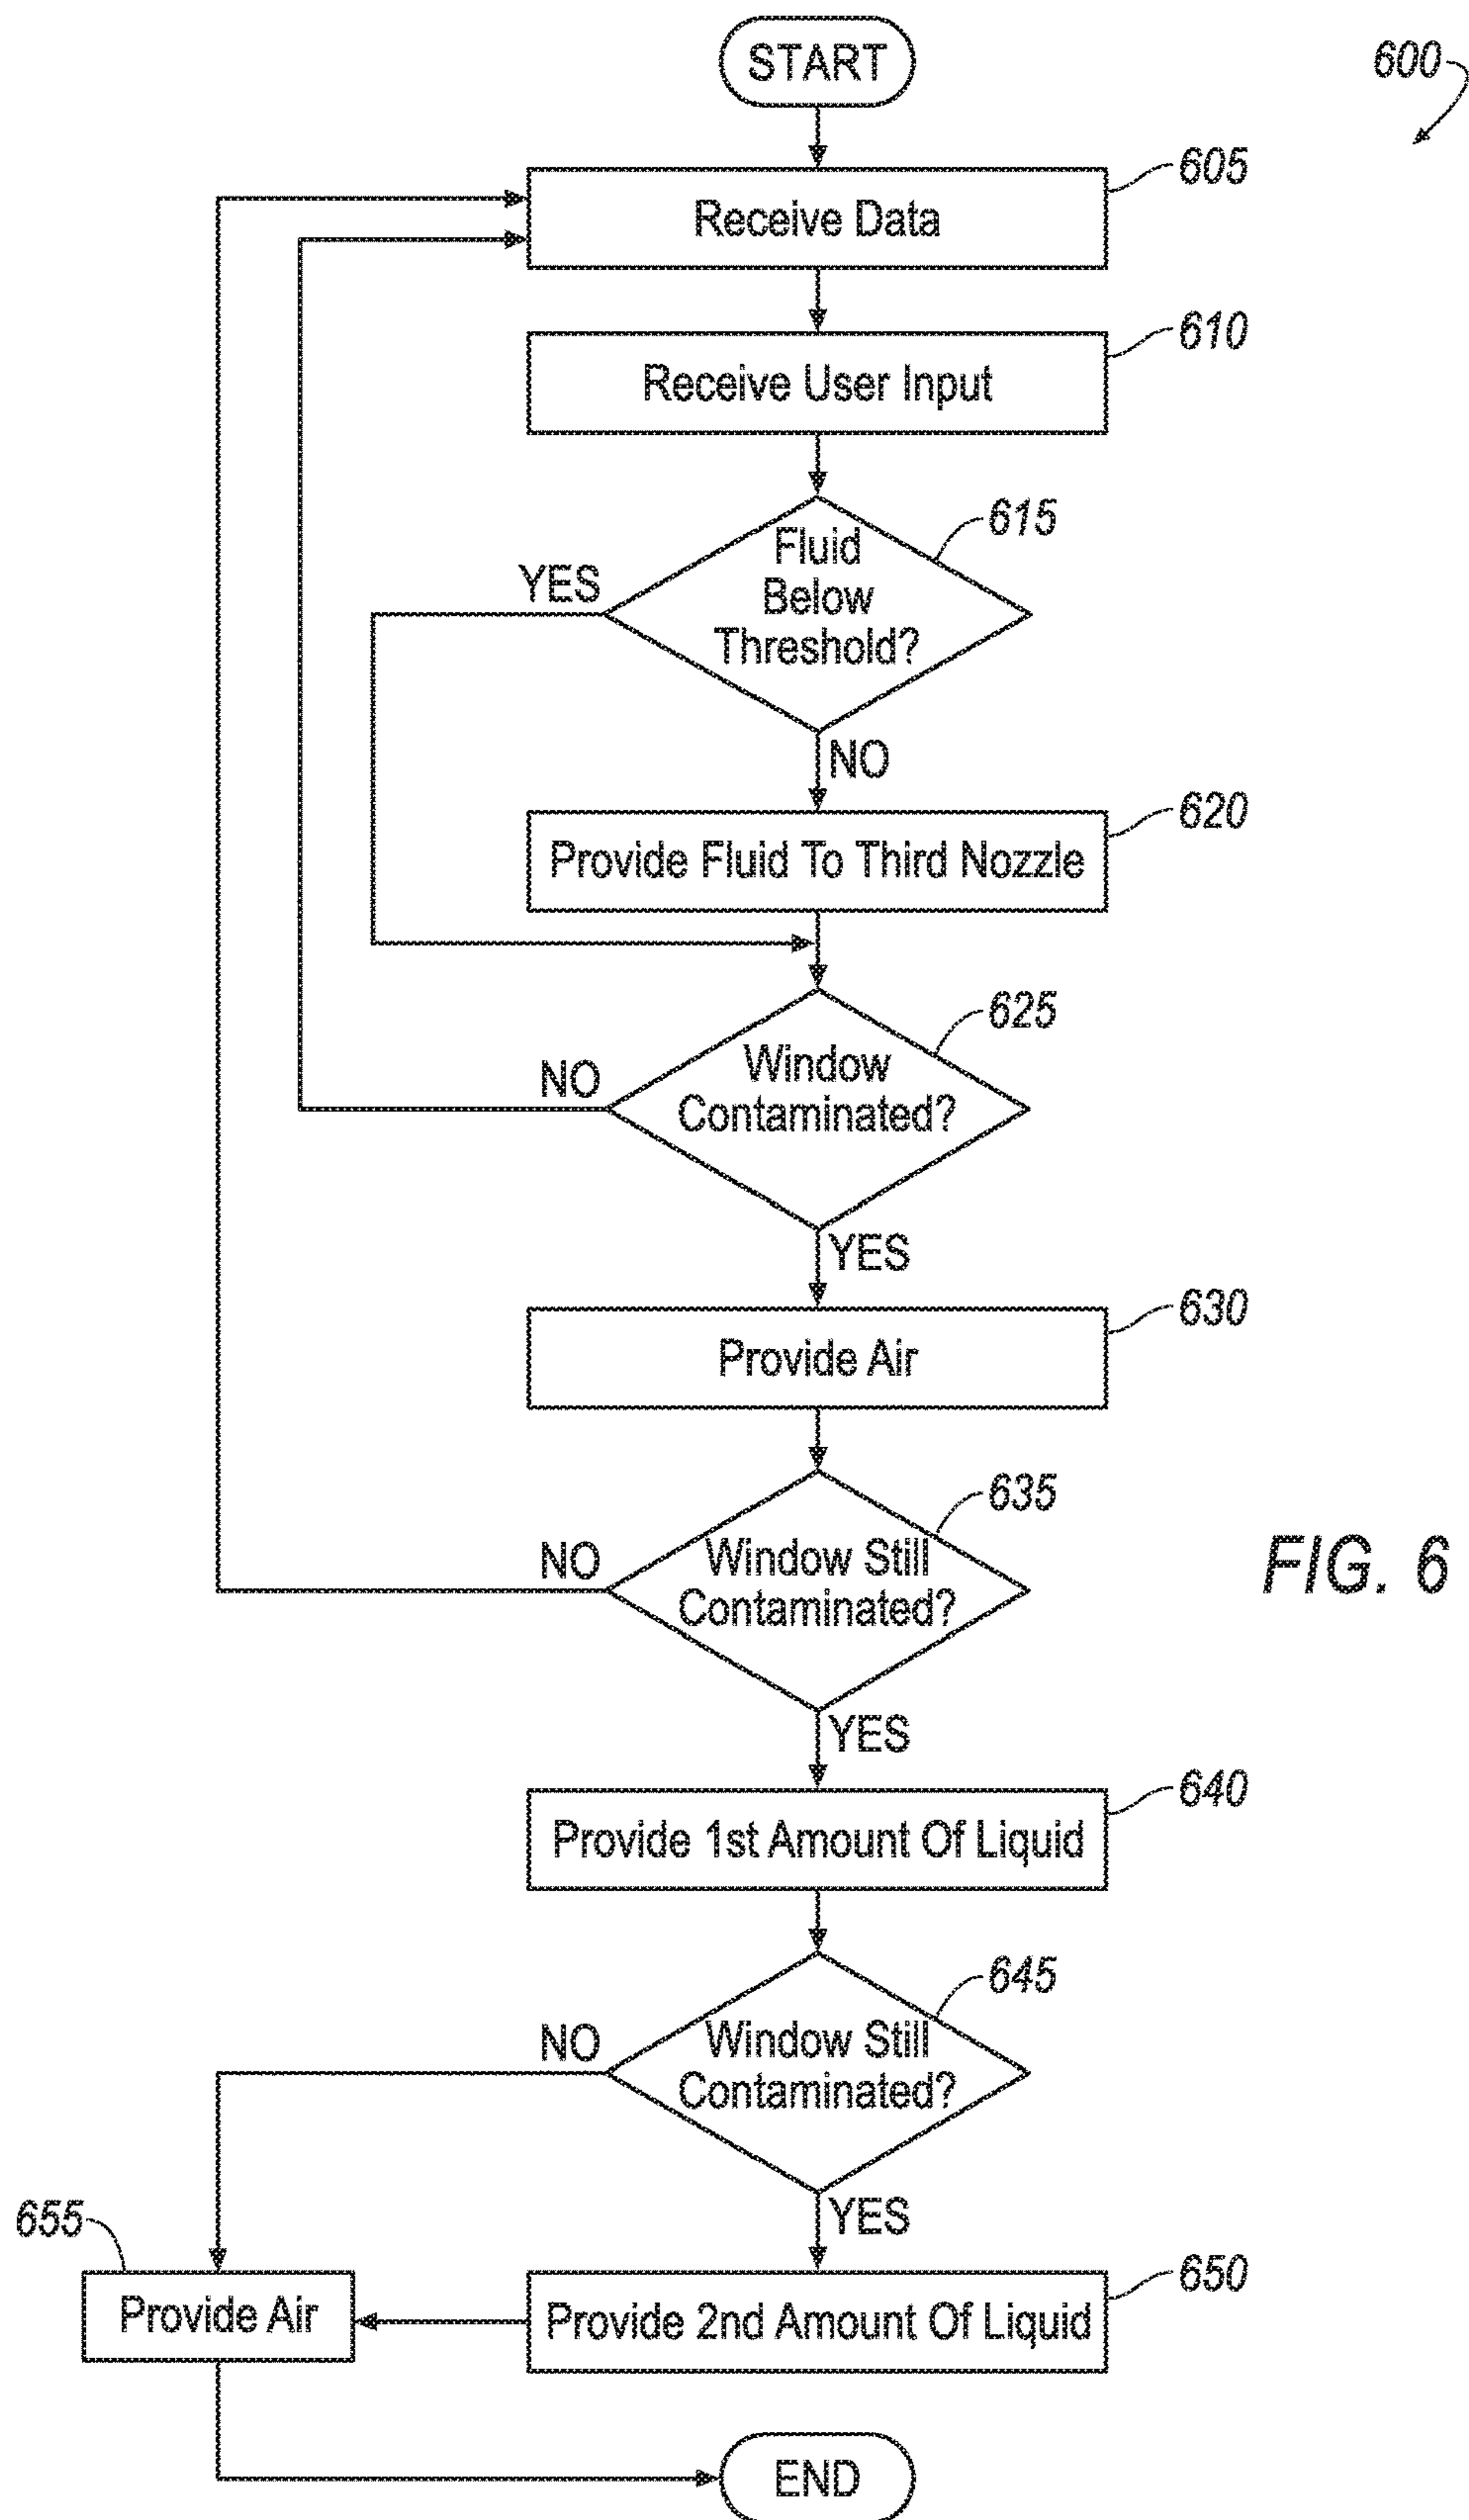 START
600
605
Receive Data
610
Receive User Input
615
Fluid
Below
Threshold?
YES
NO
620
Provide Fluid To Third Nozzle
625
Window
Contaminated?
NO
YES
630
Provide Air
635
Window Still
Contaminated?
NO
FIG. 6
YES
640
Provide 1st Amount Of Liquid
645
Window Still
Contaminated?
NO
YES
655
Provide Air
650
Provide 2nd Amount Of Liquid
END